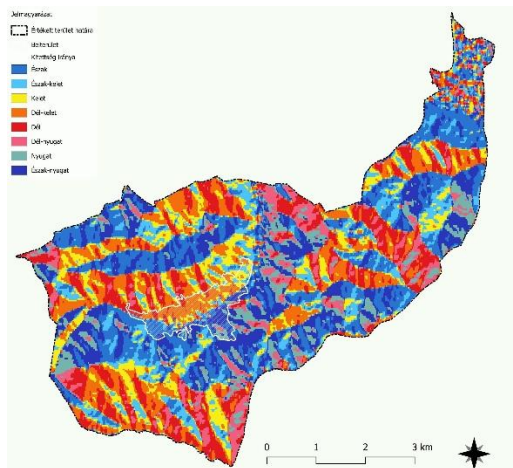 Jelmagyarázat
Értékelt terület határa
Belterület
Kitettség iránya
Észak
Észak-kelet
Kelet
Dél-kelet
Dél
Dél-nyugat
Nyugat
Észak-nyugat
0 1 2 3 km